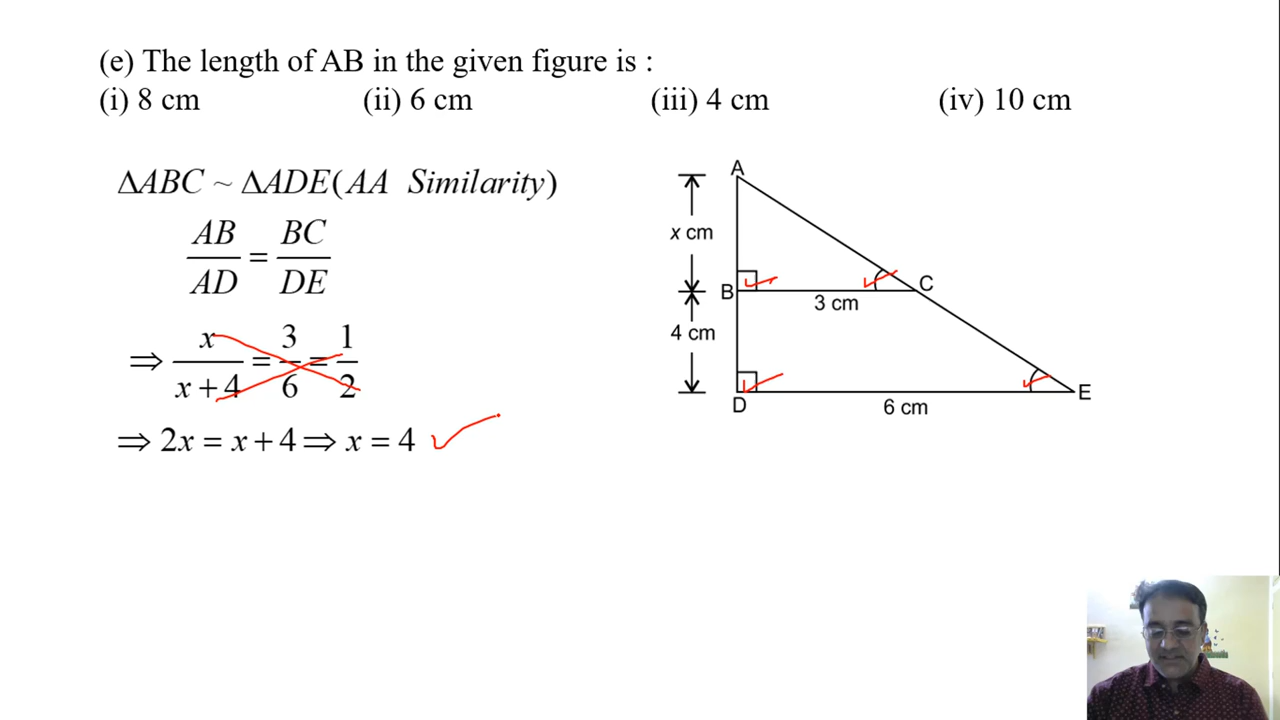 (e) The length of AB in the given figure is :
(i) 8 cm (ii) 6 cm (iii) 4 cm (iv) 10 cm
ΔABC ~ ΔADE(AA Similarity)
AB/AD = BC/DE
⇒ x/(x+4) = 3/6 = 1/2
⇒ 2x = x+4 ⇒ x = 4
A
x cm
B
C
3 cm
4 cm
D
E
6 cm